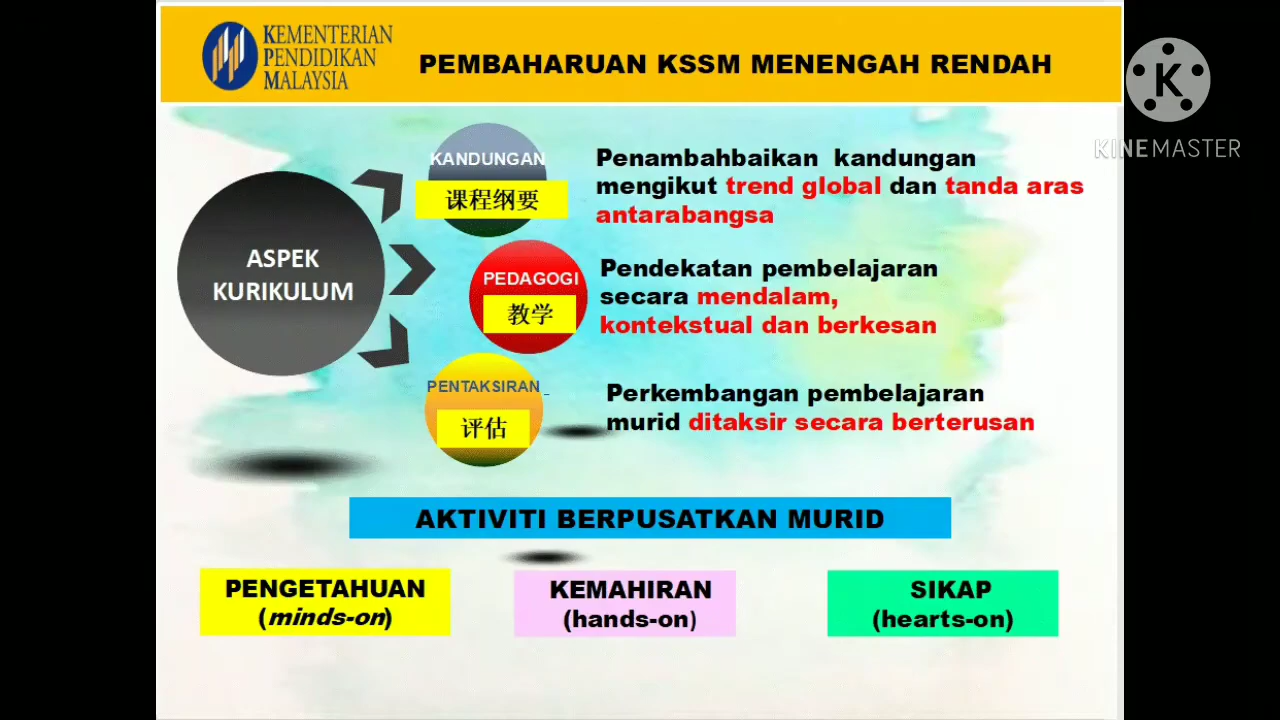 KEMENTERIAN
PENDIDIKAN
MALAYSIA
PEMBAHARUAN KSSM MENENGAH RENDAH
K
KINEMASTER
ASPEK
KURIKULUM
KANDUNGAN
课程纲要
Penambahbaikan kandungan
mengikut trend global dan tanda aras
antarabangsa
PEDAGOGI
教学
Pendekatan pembelajaran
secara mendalam,
kontekstual dan berkesan
PENTAKSIRAN _
评估
Perkembangan pembelajaran
murid ditaksir secara berterusan
AKTIVITI BERPUSATKAN MURID
PENGETAHUAN
(minds-on)
KEMAHIRAN
(hands-on)
SIKAP
(hearts-on)